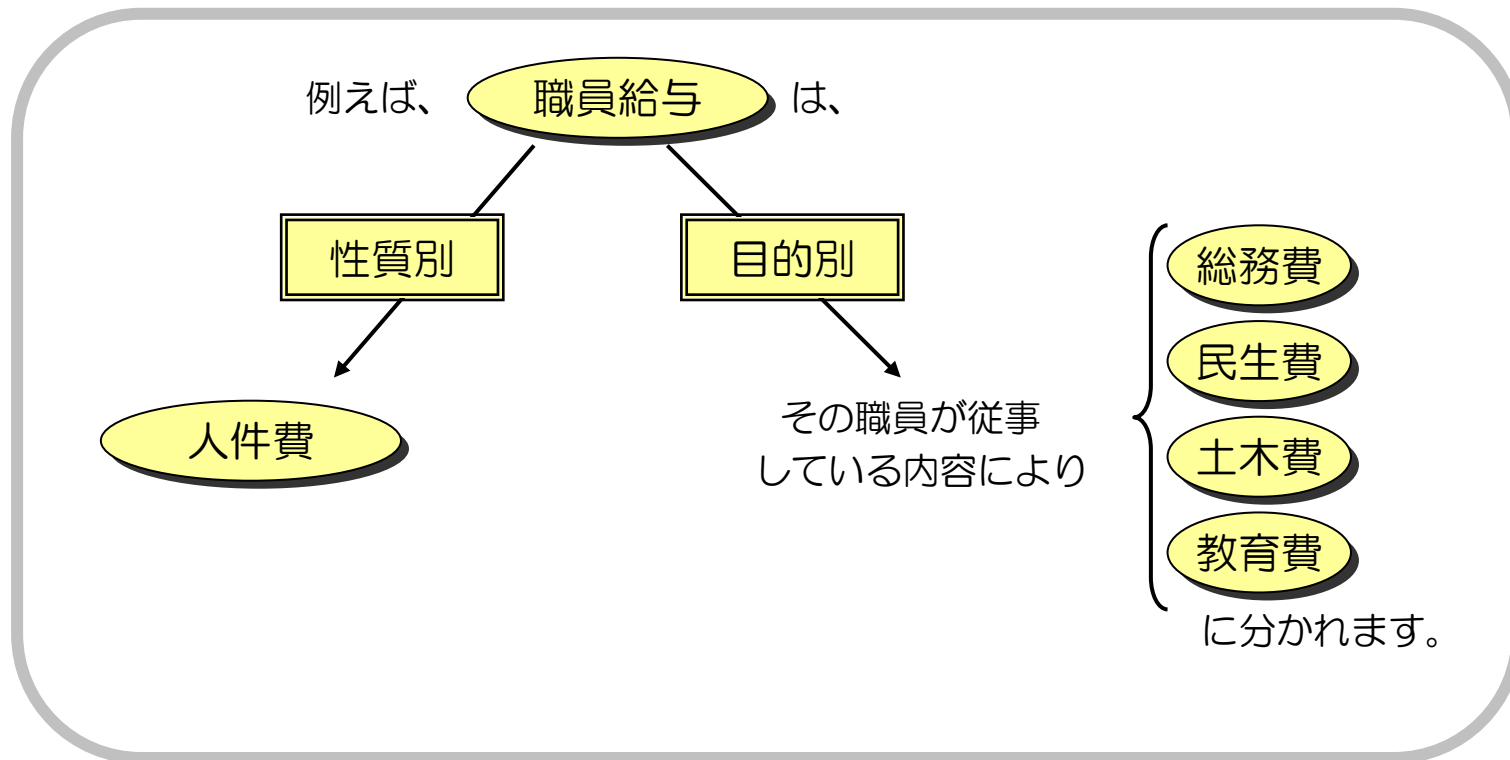 例えば、 職員給与 は、
性質別
目的別
人件費
その職員が従事
している内容により
総務費
民生費
土木費
教育費
に分かれます。